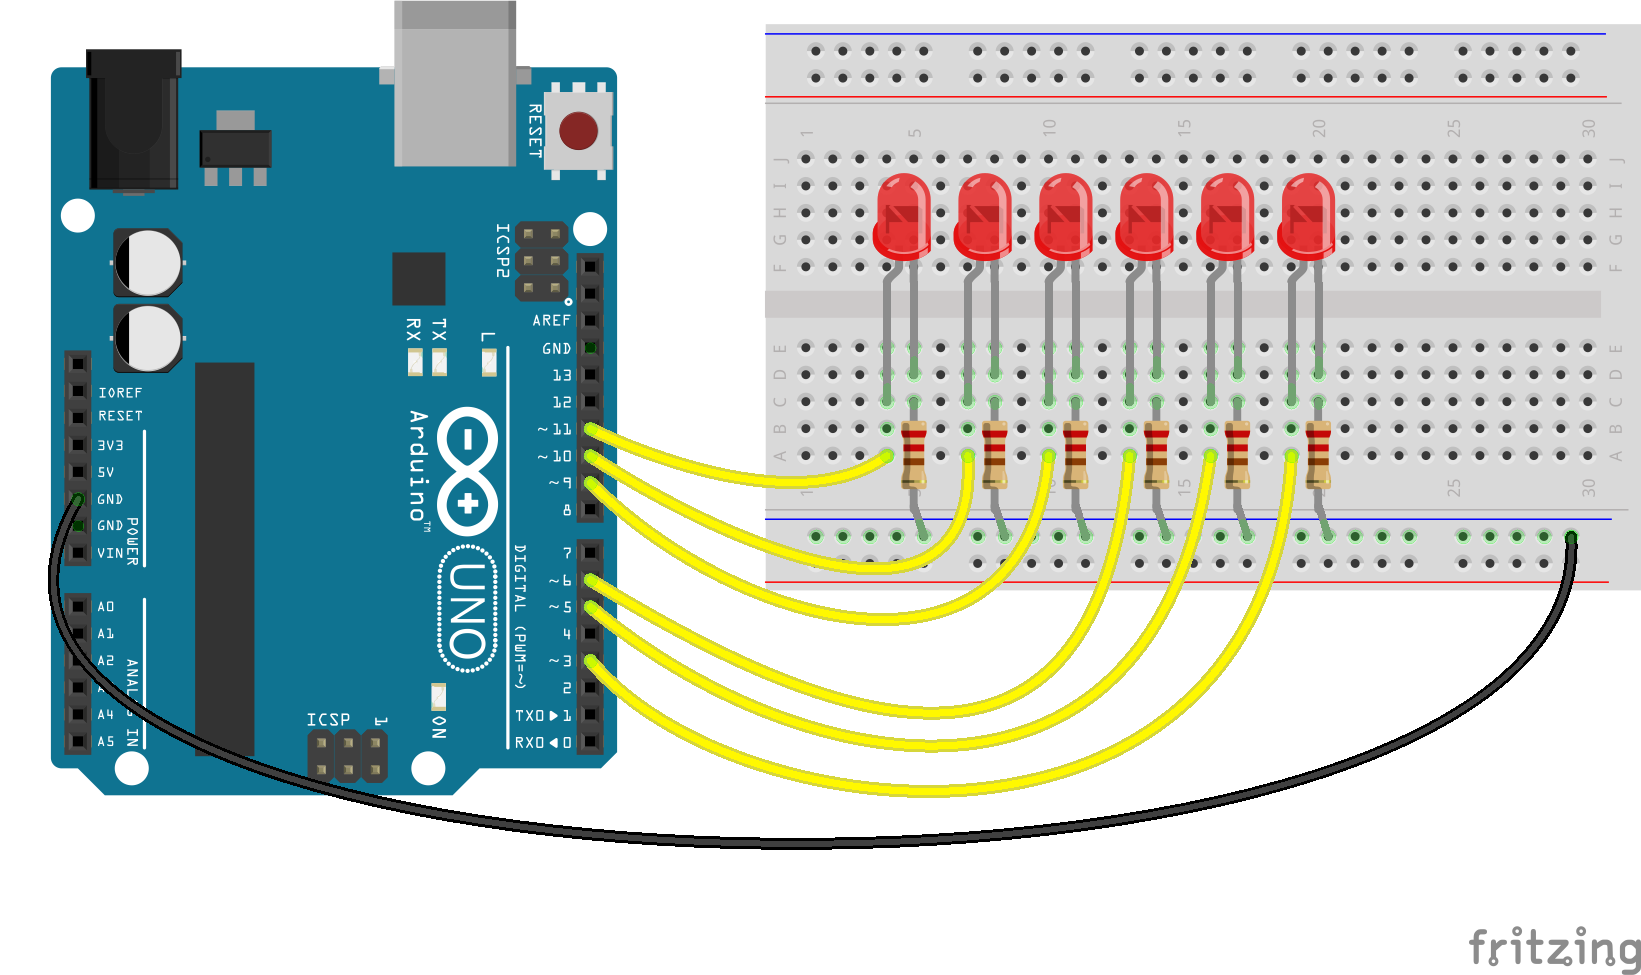 RESET
ICSP2
AREF
GND
13
12
~11
~10
~9
8
7
~6
~5
4
~3
2
TX0▶1
RX0◀0
RX
TX
L
Arduino™
UNO
DIGITAL (PWM=~)
IOREF
RESET
3V3
5V
GND
GND
VIN
POWER
A0
A1
A2
A4
A5
IN
ICSP
1
ON
1 5 10 15 20 25 30
J J
I I
H H
G G
F F
E E
D D
C C
B B
A A
1 15 25 30
fritzing